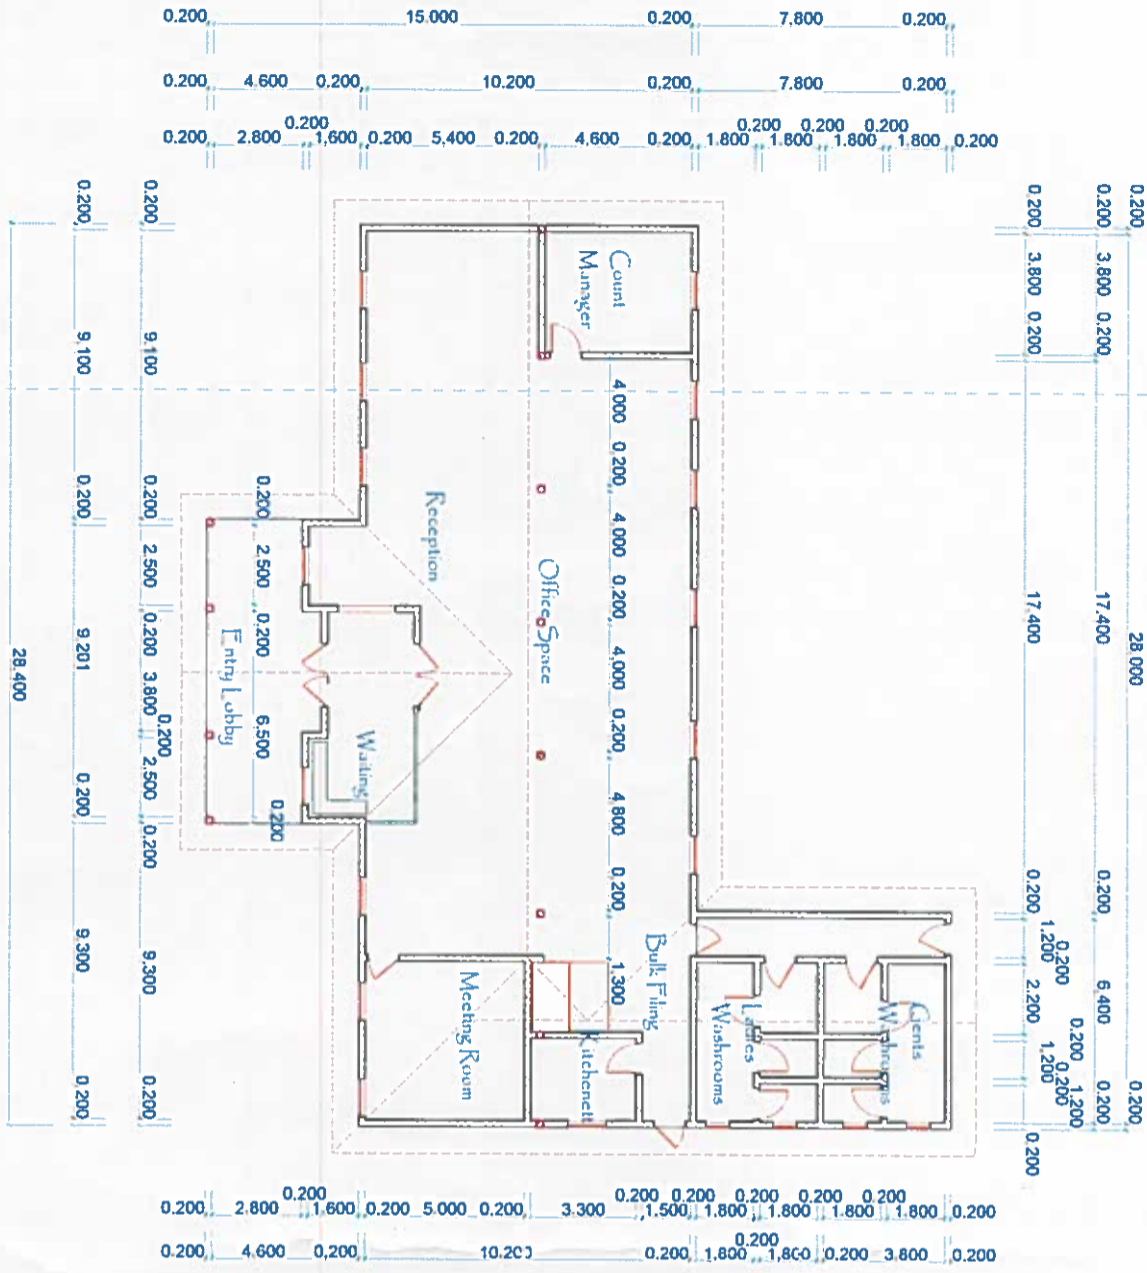 0.200 15.000 0.200 7.800 0.200
0.200 4.600 0.200 10.200 0.200 7.800 0.200
0.200 0.200 0.200 0.200
0.200 2.800 1.600 0.200 5,400 0.200 4,600 0.200 1.800 1.800 1.800 1.800 0.200
0.200 9.100 0.200 9.201 0.200 9.300 0.200
28.400
0.200 9.100 0.200 2.500 0.200 3.800 0.200 2.500 0.200 9.300 0.200
0.200 2,500 0.200 6,500 0.200
0.200 28.000 0.200
0.200 3.800 0.200 17.400 0.200 6.400 0.200
0.200 3.800 0.200 17.400 0.200 1.200 0.200 2.200 0.200 1.200 0.200 1.200 0.200
Count
Manager
4.000 0.200 4.000 0.200 4,000 0.200 4,800 0.200 1.300
Reception
Office Space
Entry Lobby
Waiting
Bulk Filing
Meeting Room
Kitchenett
Ladies
Washrooms
Gents
Washrooms
0.200 0.200 0.200 0.200 0.200 0.200
0.200 2.800 1.600 0.200 5.000 0.200 3.300 1,500 1.800 1.800 1.800 1.800 0.200
0.200
0.200 4.600 0.200 10.200 0.200 1,800 1,800 0.200 3.800 0.200